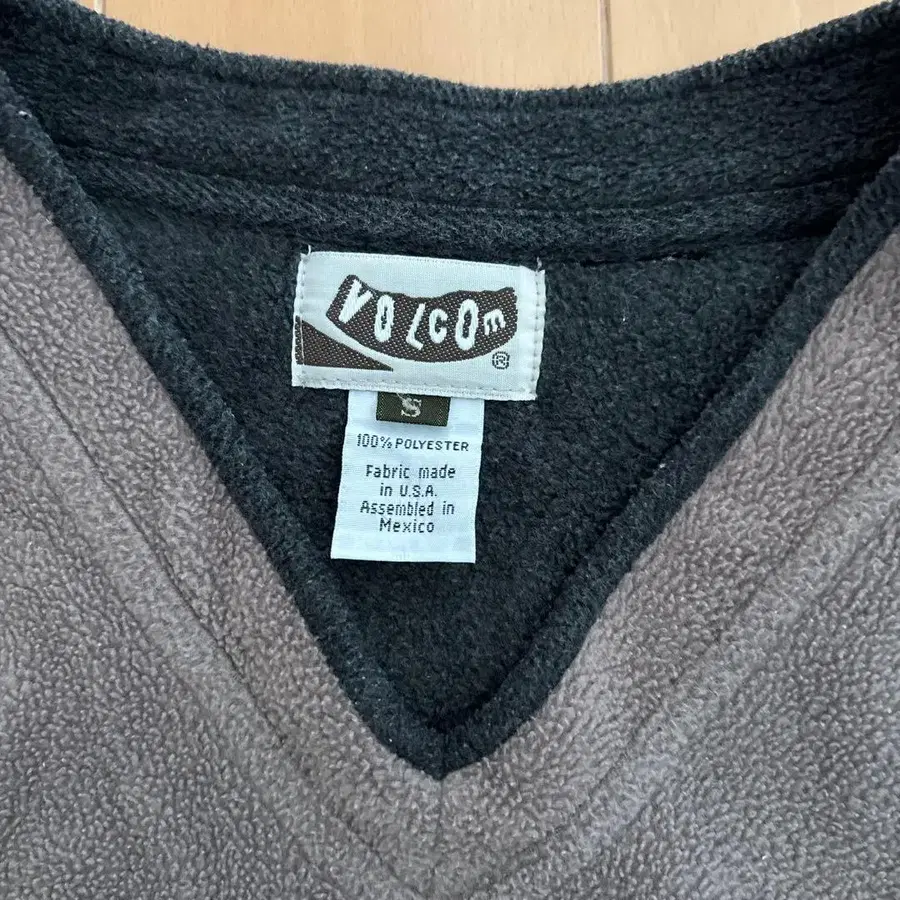 VOLCOM
®
S
100% POLYESTER
Fabric made
in U.S.A.
Assembled in
Mexico